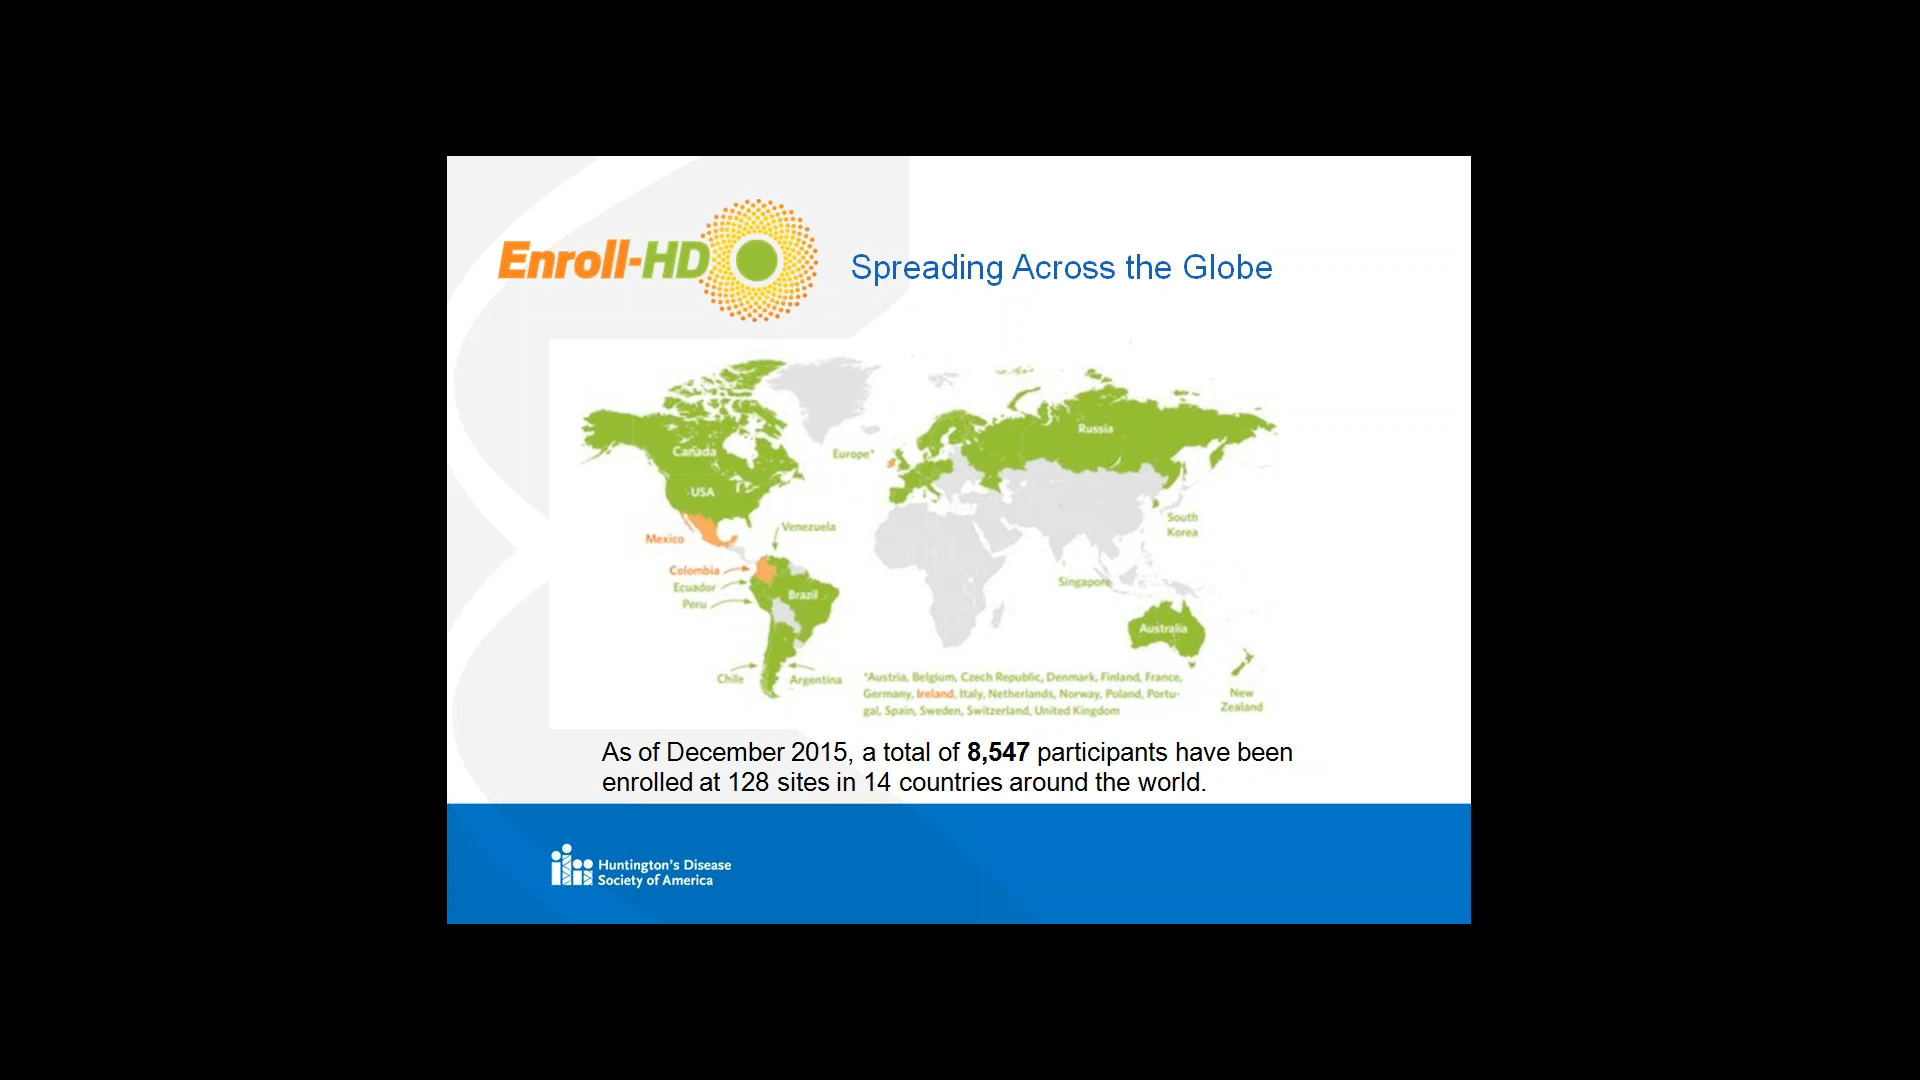 Enroll-HD
Spreading Across the Globe
Canada
USA
Europe*
Russia
Mexico
Venezuela
South
Korea
Colombia
Ecuador
Peru
Brazil
Singapore
Australia
Chile
Argentina
New
Zealand
*Austria, Belgium, Czech Republic, Denmark, Finland, France,
Germany, Ireland, Italy, Netherlands, Norway, Poland, Portu-
gal, Spain, Sweden, Switzerland, United Kingdom
As of December 2015, a total of 8,547 participants have been
enrolled at 128 sites in 14 countries around the world.
Huntington's Disease
Society of America